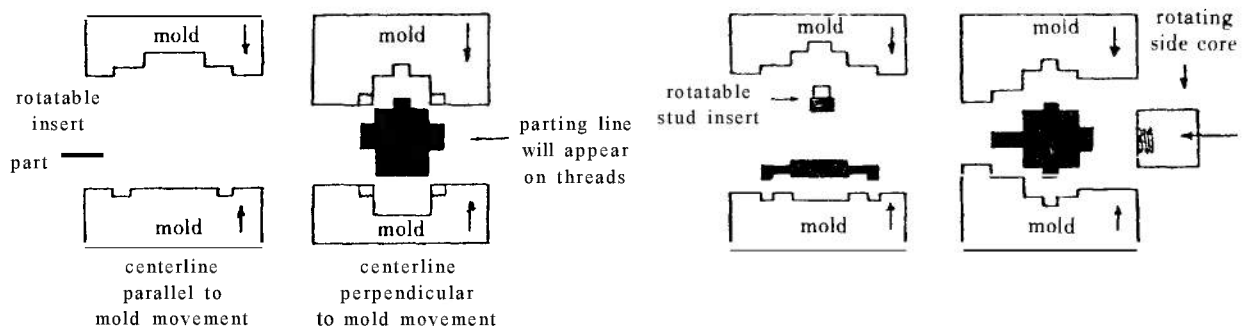 mold
rotatable
insert
part
mold
centerline
parallel to
mold movement
mold
parting line
will appear
on threads
mold
centerline
perpendicular
to mold movement
mold
rotatable
stud insert
mold
mold
rotating
side core
mold